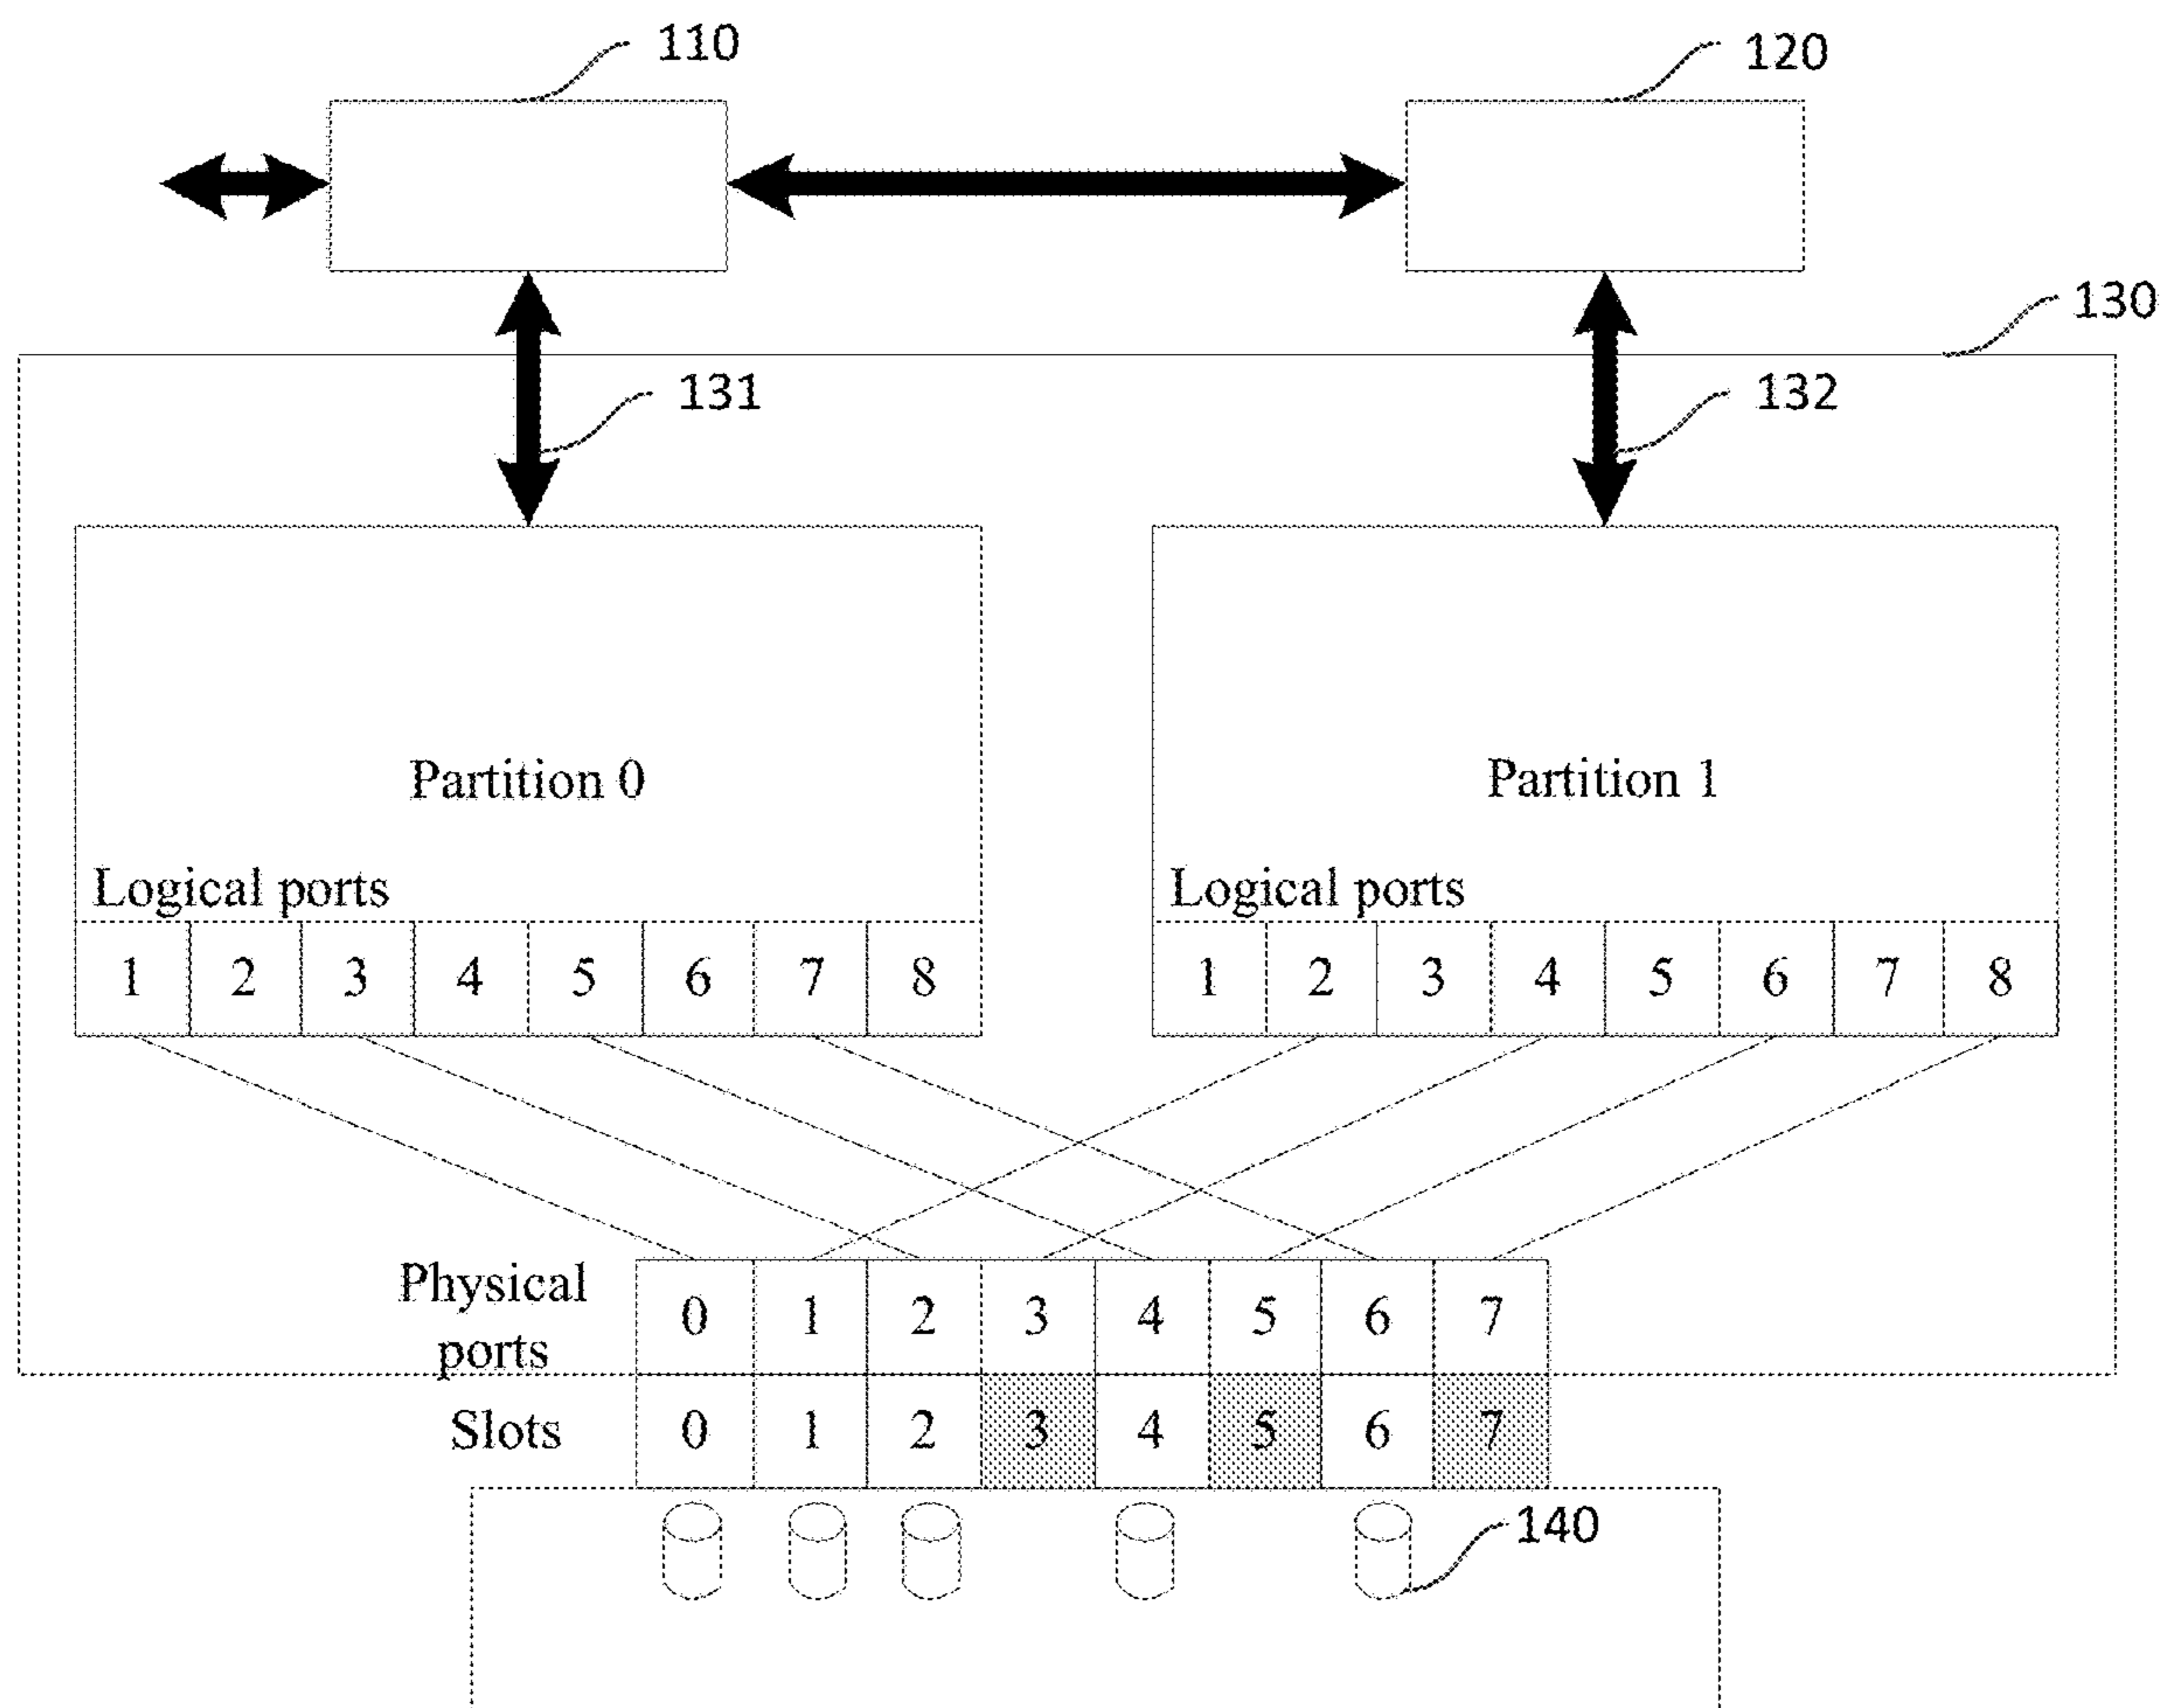 110
120
130
131
132
Partition 0
Partition 1
Logical ports
Logical ports
1 2 3 4 5 6 7 8
1 2 3 4 5 6 7 8
Physical
ports
0 1 2 3 4 5 6 7
Slots
0 1 2 3 4 5 6 7
140